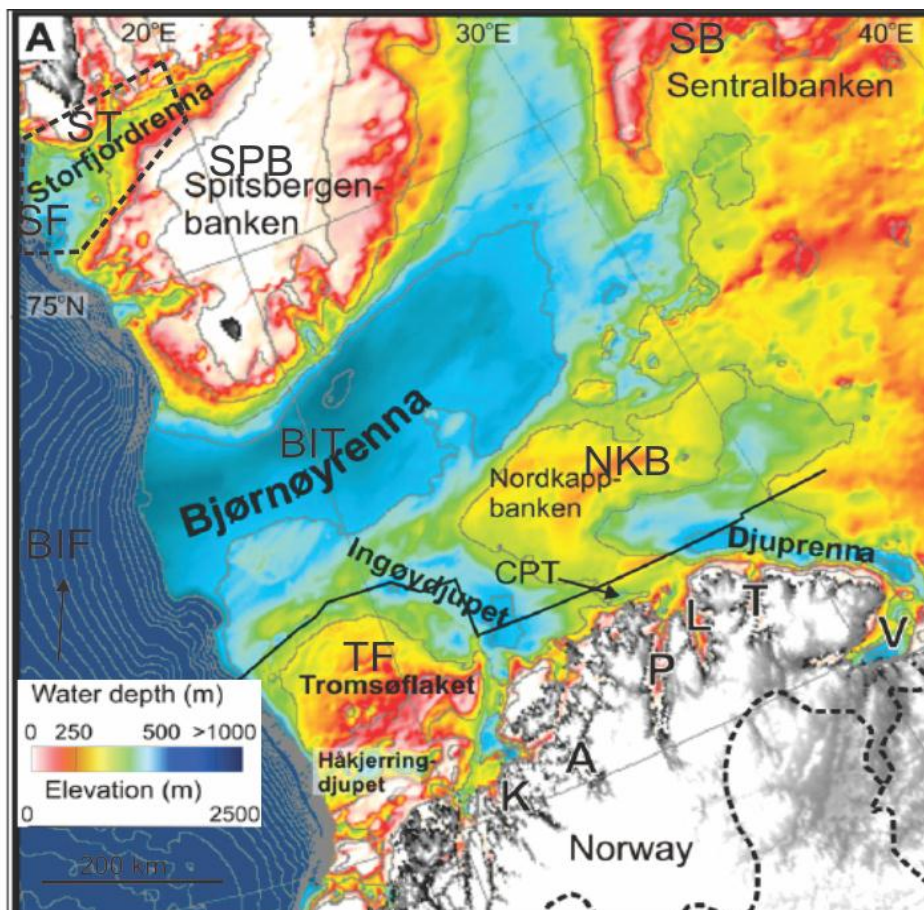 A
20°E
30°E
40°E
SB
Sentralbanken
ST
Storfjordrenna
SPB
Spitsbergen-
banken
SF
75°N
BIT
Bjørnøyrenna
NKB
Nordkapp-
banken
BIF
Ingøydjupet
Djuprenna
CPT
L
T
V
P
TF
Tromsøflaket
Håkjerring-
djupet
A
K
Norway
Water depth (m)
0 250 500 >1000
Elevation (m)
0 2500
200 km